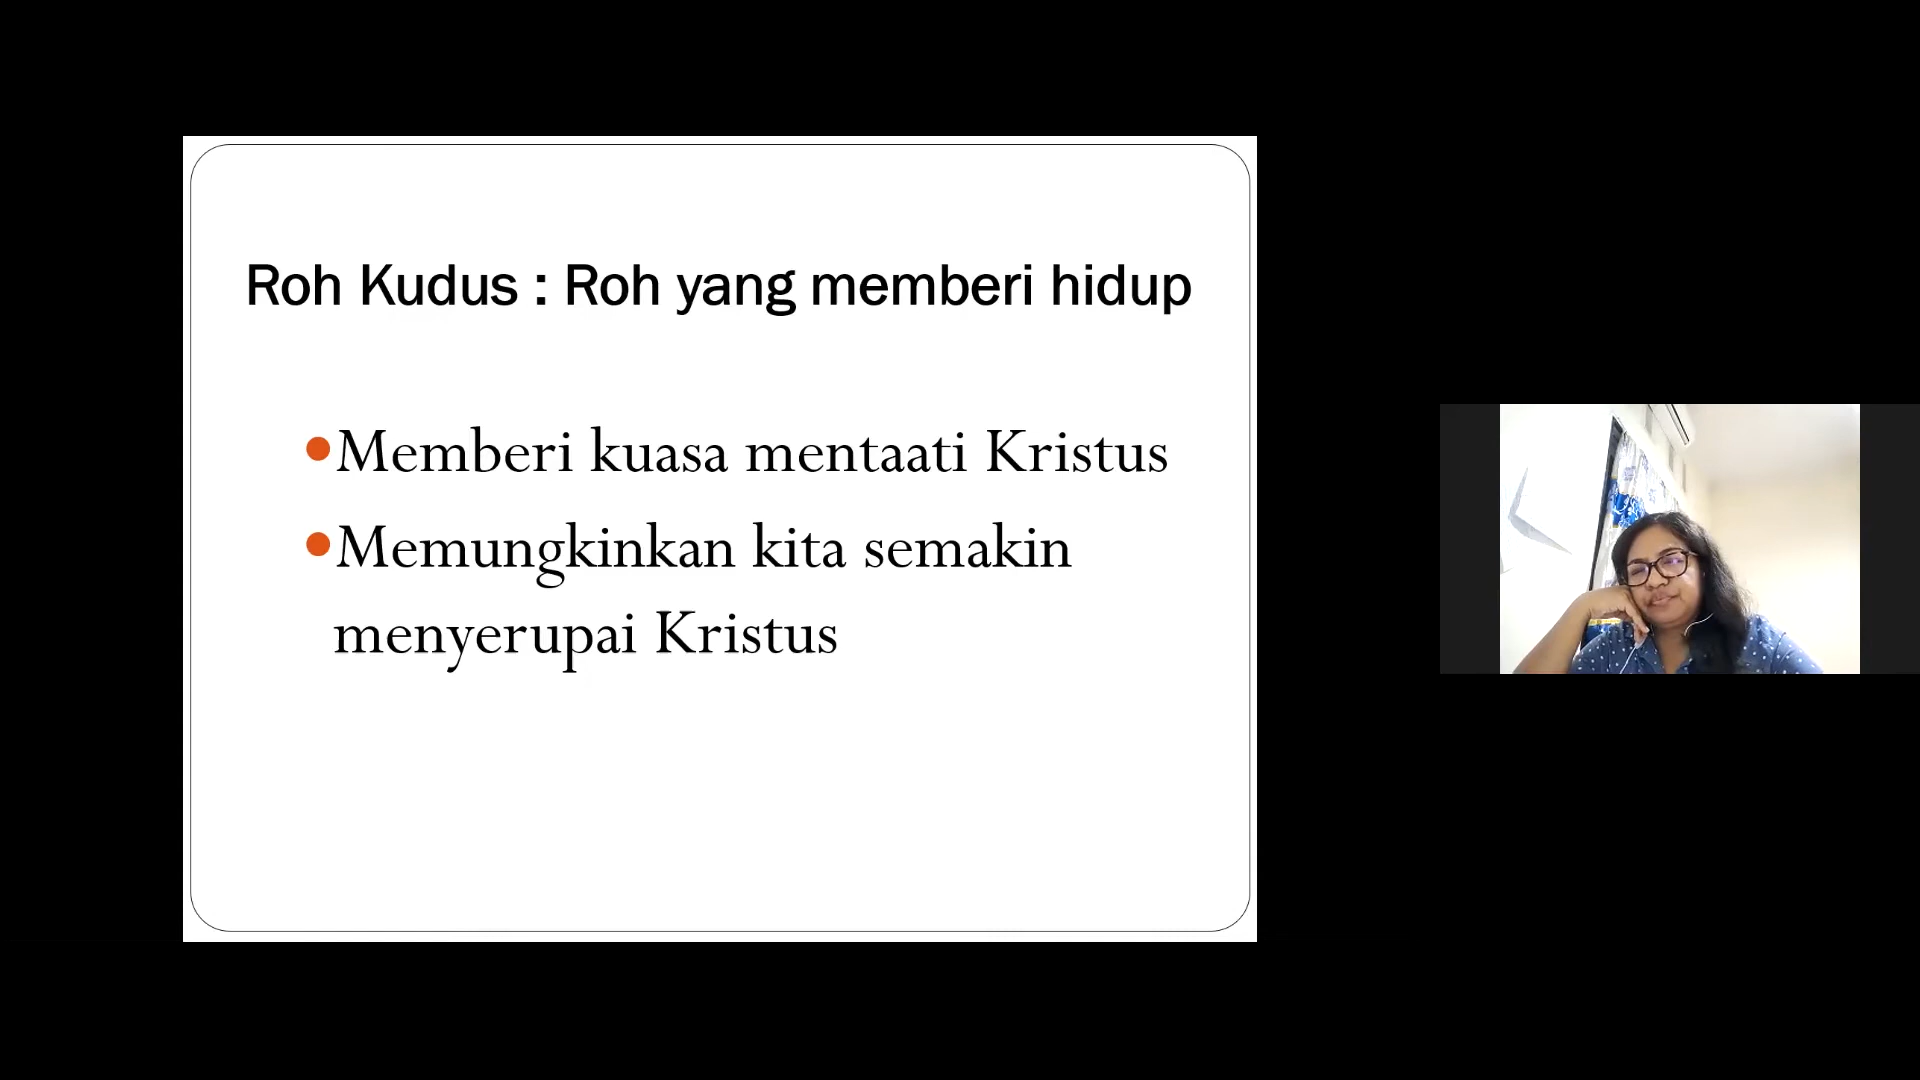 Roh Kudus : Roh yang memberi hidup
•Memberi kuasa mentaati Kristus
•Memungkinkan kita semakin
menyerupai Kristus